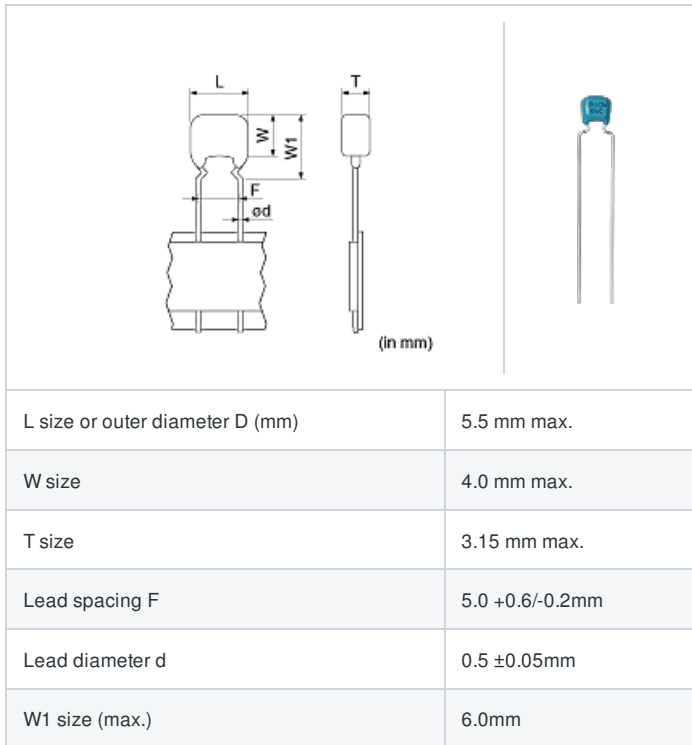 L
T
W
W1
F
ød
(in mm)
L size or outer diameter D (mm) 5.5 mm max.
W size 4.0 mm max.
T size 3.15 mm max.
Lead spacing F 5.0 +0.6/-0.2mm
Lead diameter d 0.5 ±0.05mm
W1 size (max.) 6.0mm